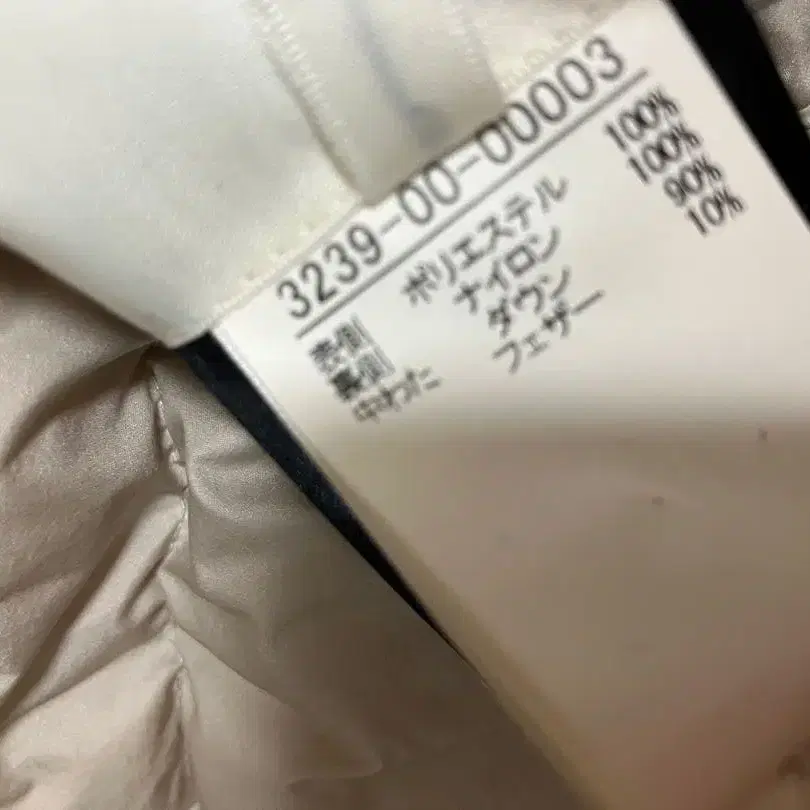 3239-00-00003
表側 ポリエステル 100%
裏側 ナイロン 100%
中わた ダウン 90%
フェザー 10%